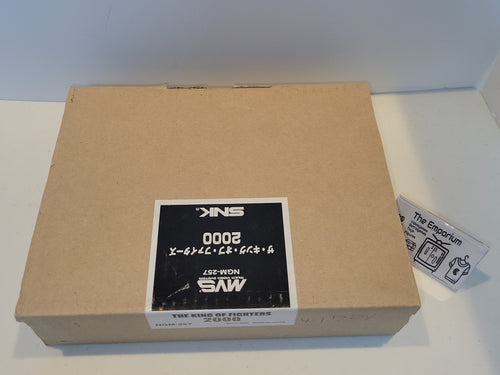 MVS
MULTI VIDEO SYSTEM
NGM-257
ザ・キング・オブ・ファイターズ
2000
SNK
THE KING OF FIGHTERS
2000
NGM-257
The Emporium